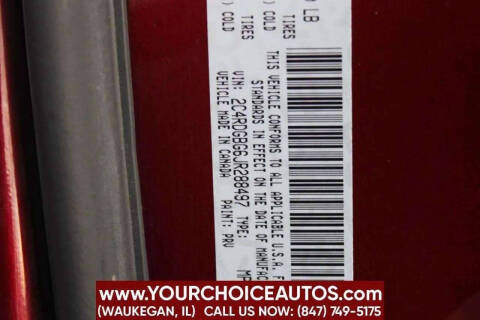 LB
TIRES
COLD
TIRES
COLD
THIS VEHICLE CONFORMS TO ALL APPLICABLE U.S.A. F
STANDARDS IN EFFECT ON THE DATE OF MANUFAC
VIN: 2C4RDGBG6JR288497 TYPE: MP
VEHICLE MADE IN CANADA PAINT: PRV
WWW.YOURCHOICEAUTOS.COM
(WAUKEGAN, IL) CALL US NOW: (847) 749-5175